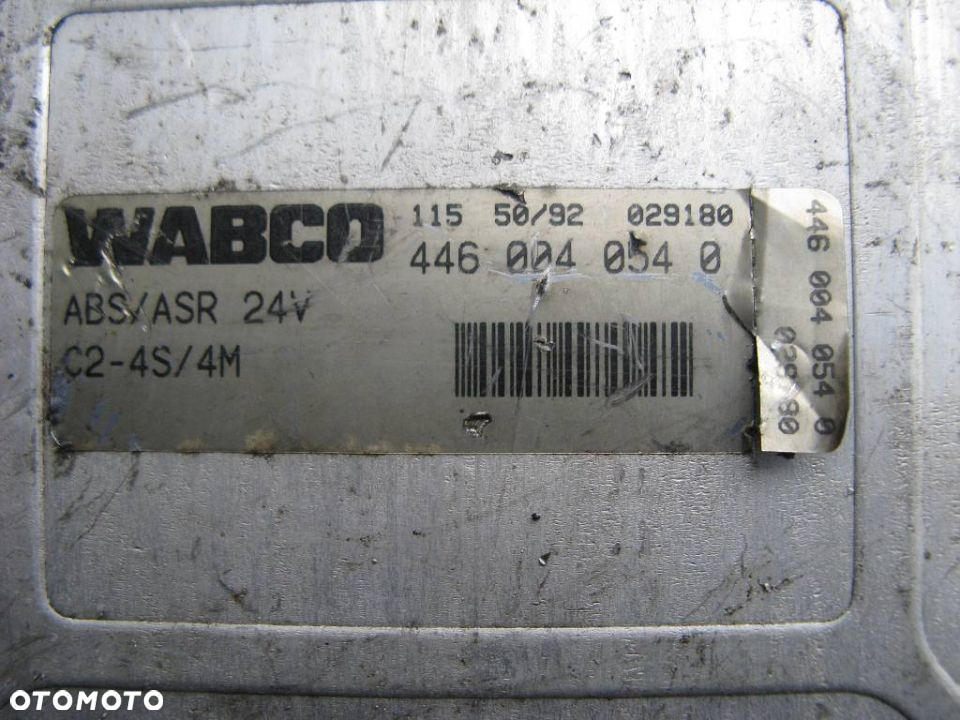 WABCO
115 50/92 029180
446 004 054 0
ABS/ASR 24V
C2-4S/4M
446 004 054 0
OTOMOTO